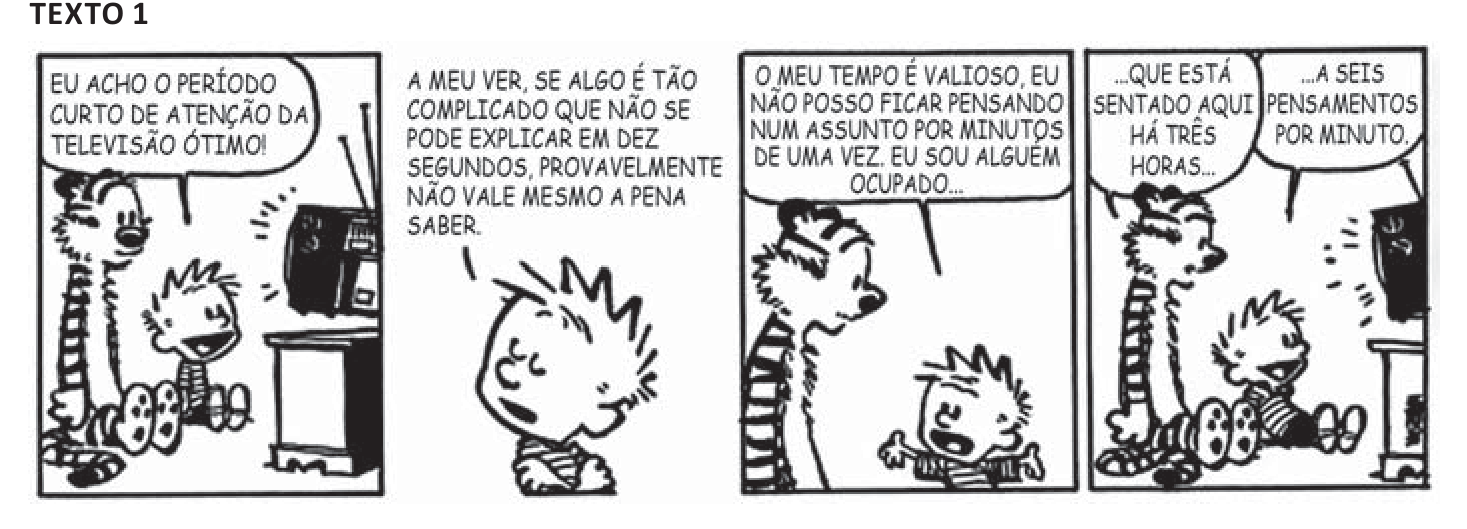 TEXTO 1
EU ACHO O PERÍODO
CURTO DE ATENÇÃO DA
TELEVISÃO ÓTIMO!
A MEU VER, SE ALGO É TÃO
COMPLICADO QUE NÃO SE
PODE EXPLICAR EM DEZ
SEGUNDOS, PROVAVELMENTE
NÃO VALE MESMO A PENA
SABER.
O MEU TEMPO É VALIOSO, EU
NÃO POSSO FICAR PENSANDO
NUM ASSUNTO POR MINUTOS
DE UMA VEZ. EU SOU ALGUÉM
OCUPADO...
...QUE ESTÁ
SENTADO AQUI
HÁ TRÊS
HORAS...
...A SEIS
PENSAMENTOS
POR MINUTO.